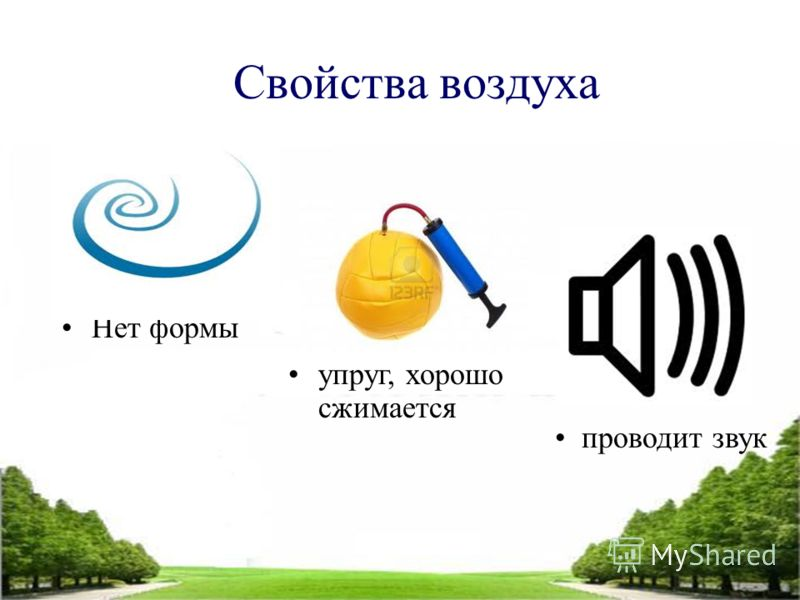 Свойства воздуха
123RF
• Нет формы
• упруг, хорошо
сжимается
• проводит звук
MyShared